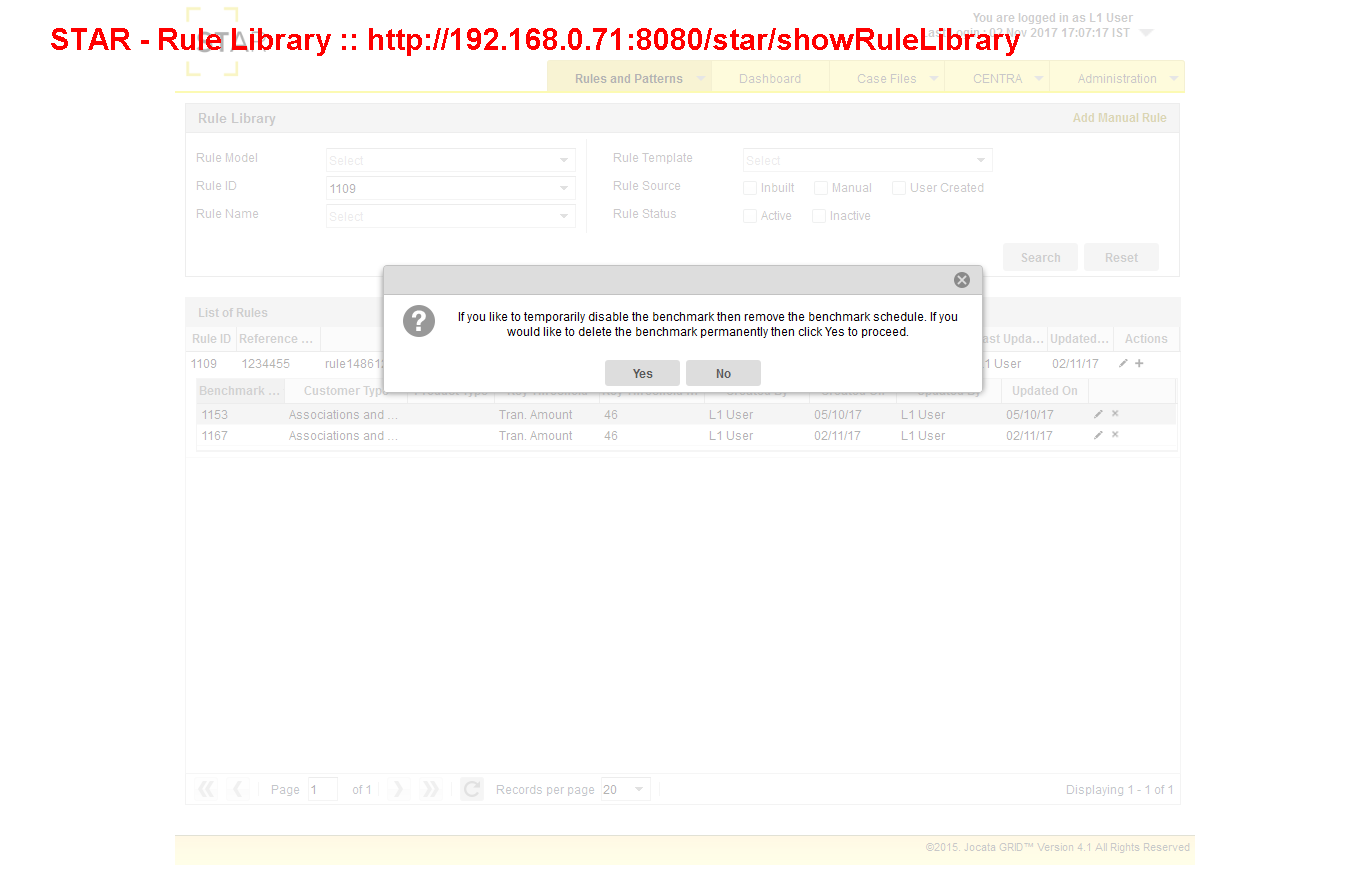 You are logged in as L1 User
STAR - Rule Library :: http://192.168.0.71:8080/star/showRuleLibrary
STAR
Last Login : 02 Nov 2017 17:07:17 IST
Rules and Patterns Dashboard Case Files CENTRA Administration
Rule Library Add Manual Rule
Rule Model Select Rule Template Select
Rule ID 1109 Rule Source Inbuilt Manual User Created
Rule Name Select Rule Status Active Inactive
Search Reset
If you like to temporarily disable the benchmark then remove the benchmark schedule. If you
would like to delete the benchmark permanently then click Yes to proceed.
Yes No
List of Rules
Rule ID Reference ... ast Upda... Updated... Actions
1109 1234455 rule14861 1 User 02/11/17
Benchmark ... Customer Type Product Type Key Threshold Key Threshold ... Created By Created On Updated By Updated On
1153 Associations and ... Tran. Amount 46 L1 User 05/10/17 L1 User 05/10/17
1167 Associations and ... Tran. Amount 46 L1 User 02/11/17 L1 User 02/11/17
Page 1 of 1 Records per page 20 Displaying 1 - 1 of 1
©2015. Jocata GRID™ Version 4.1 All Rights Reserved